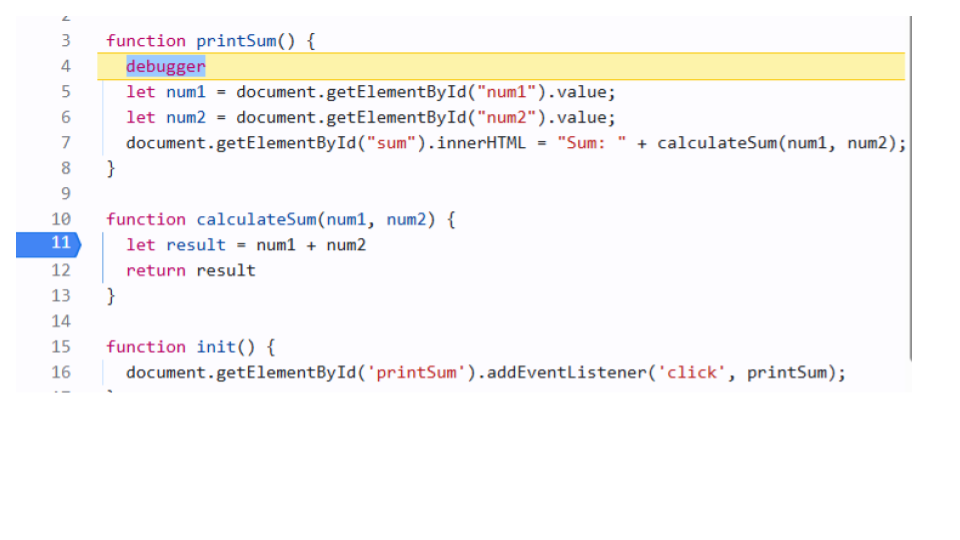 2
3 function printSum() {
4 debugger
5 let num1 = document.getElementById("num1").value;
6 let num2 = document.getElementById("num2").value;
7 document.getElementById("sum").innerHTML = "Sum: " + calculateSum(num1, num2);
8 }
9
10 function calculateSum(num1, num2) {
11 let result = num1 + num2
12 return result
13 }
14
15 function init() {
16 document.getElementById('printSum').addEventListener('click', printSum);